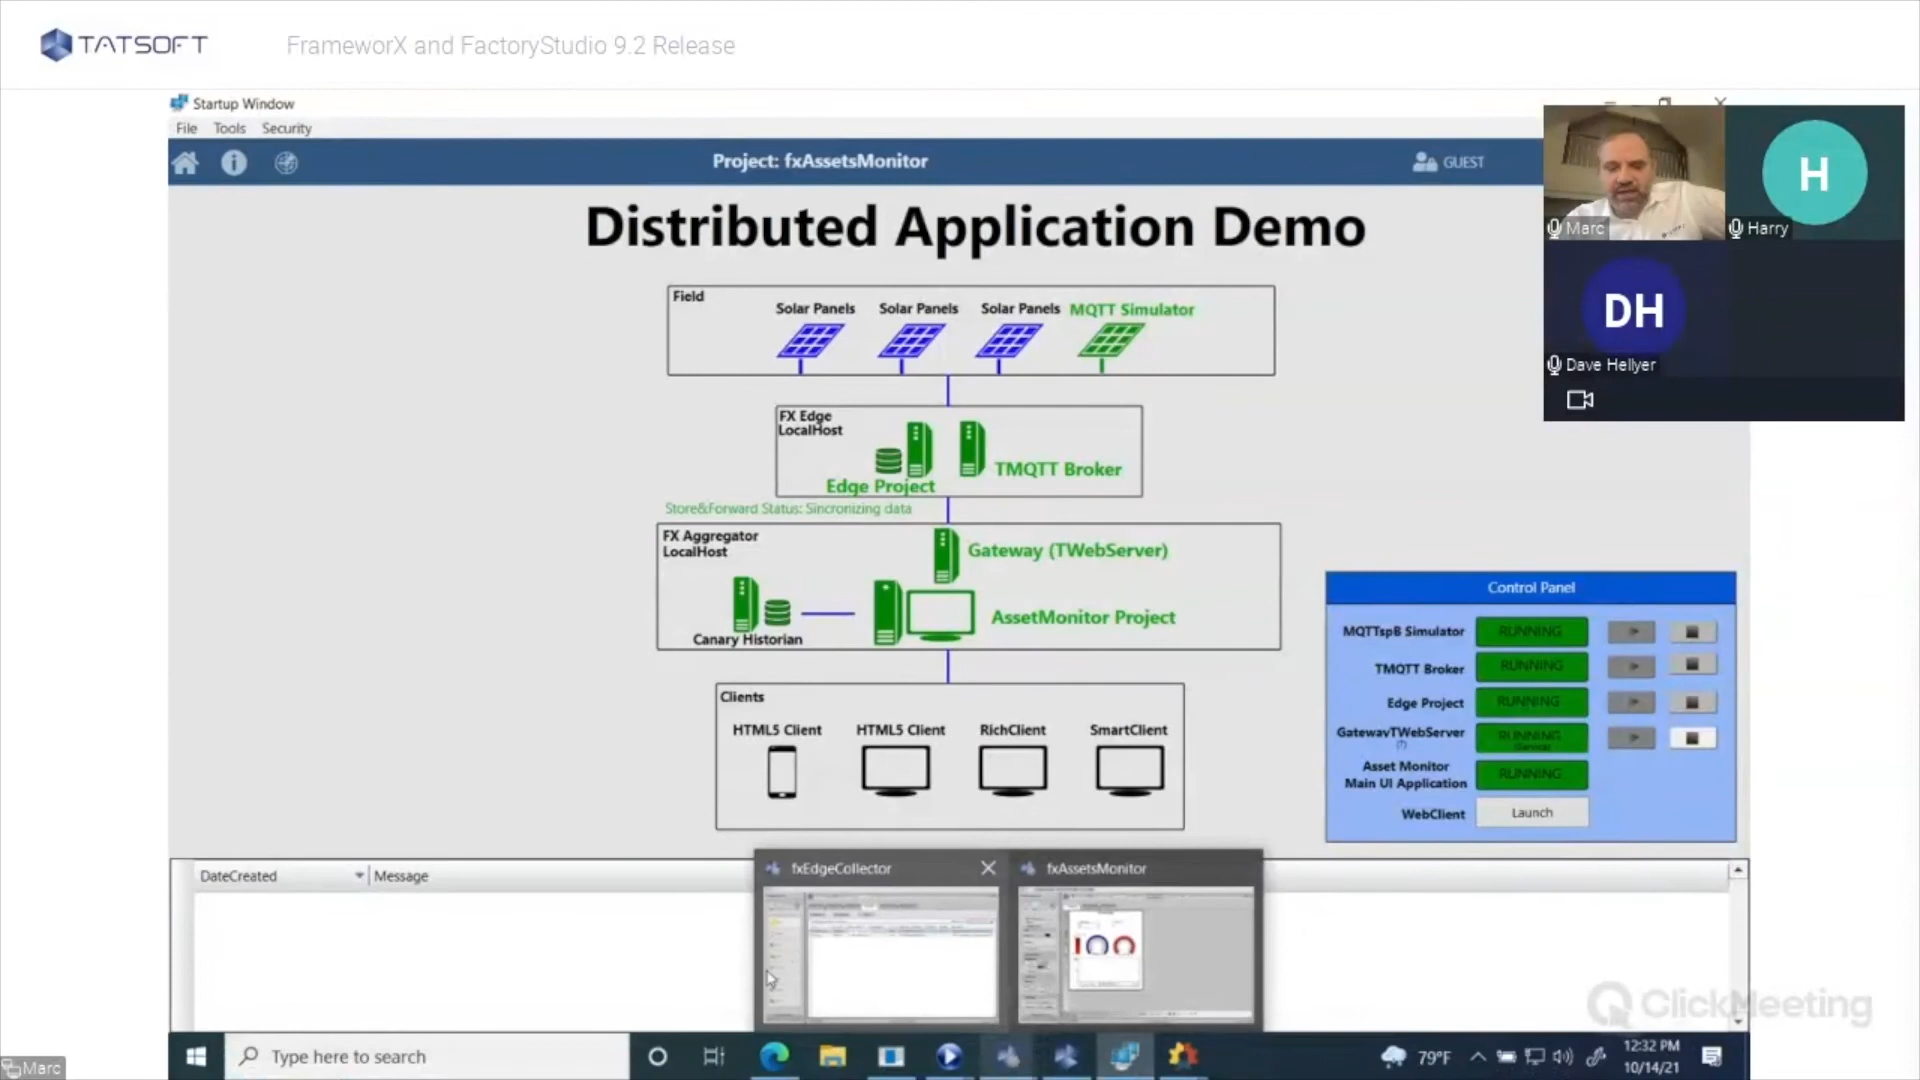 TATSOFT
FrameworX and FactoryStudio 9.2 Release
Startup Window
File Tools Security
Project: fxAssetsMonitor
GUEST
Distributed Application Demo
Field
Solar Panels Solar Panels Solar Panels MQTT Simulator
FX Edge
LocalHost
TMQTT Broker
Edge Project
Store&Forward Status: Sincronizing data
FX Aggregator
LocalHost
Gateway (TWebServer)
AssetMonitor Project
Canary Historian
Clients
HTML5 Client HTML5 Client RichClient SmartClient
Control Panel
MQTTspB Simulator RUNNING
TMQTT Broker RUNNING
Edge Project RUNNING
GatewayTWebServer RUNNING
(?) (Service)
Asset Monitor
Main UI Application RUNNING
WebClient Launch
DateCreated Message
fxEdgeCollector fxAssetsMonitor
H
Marc Harry
DH
Dave Hellyer
ClickMeeting
Type here to search
79°F
12:32 PM
10/14/21
Marc